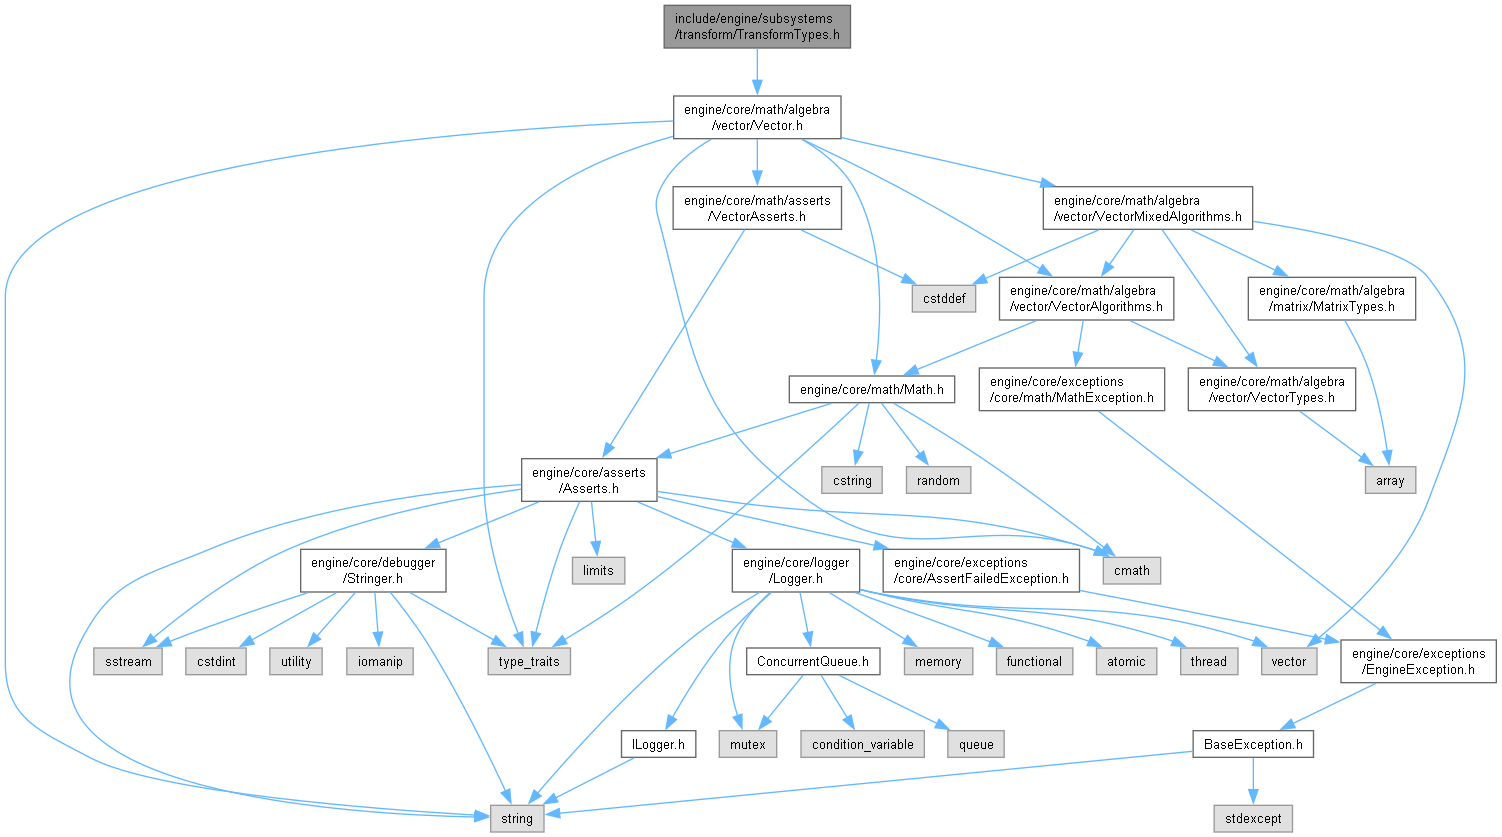 include/engine/subsystems
/transform/TransformTypes.h
engine/core/math/algebra
/vector/Vector.h
engine/core/math/asserts
/VectorAsserts.h
engine/core/math/algebra
/vector/VectorMixedAlgorithms.h
cstddef
engine/core/math/algebra
/vector/VectorAlgorithms.h
engine/core/math/algebra
/matrix/MatrixTypes.h
engine/core/math/Math.h
engine/core/exceptions
/core/math/MathException.h
engine/core/math/algebra
/vector/VectorTypes.h
engine/core/asserts
/Asserts.h
cstring
random
array
engine/core/debugger
/Stringer.h
limits
engine/core/logger
/Logger.h
engine/core/exceptions
/core/AssertFailedException.h
cmath
sstream
cstdint
utility
iomanip
type_traits
ConcurrentQueue.h
memory
functional
atomic
thread
vector
engine/core/exceptions
/EngineException.h
ILogger.h
mutex
condition_variable
queue
BaseException.h
string
stdexcept